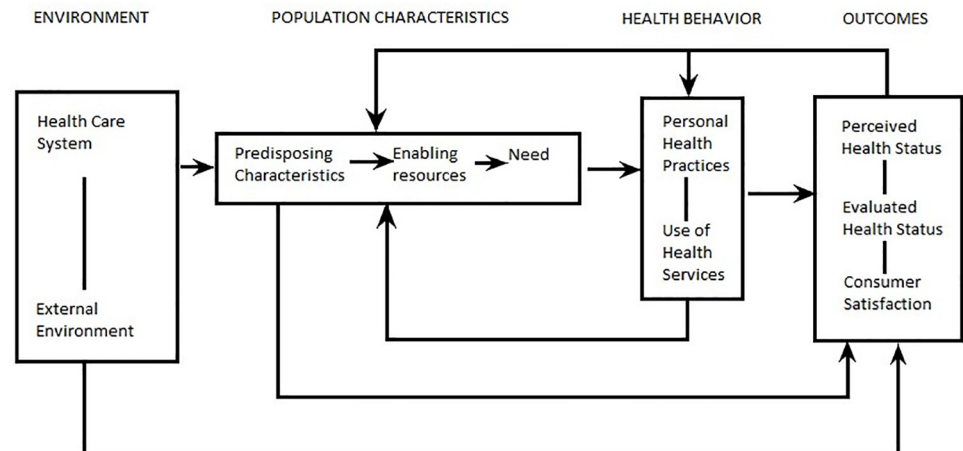 ENVIRONMENT
POPULATION CHARACTERISTICS
HEALTH BEHAVIOR
OUTCOMES
Health Care
System
External
Environment
Predisposing
Characteristics
Enabling
resources
Need
Personal
Health
Practices
Use of
Health
Services
Perceived
Health Status
Evaluated
Health Status
Consumer
Satisfaction